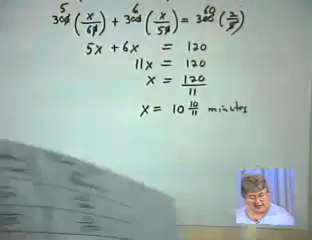 5 6 60
300 (x/60) + 300 (x/50) = 300 (2/5)
5x + 6x = 120
11x = 120
x = 120/11
x = 10 10/11 minutes